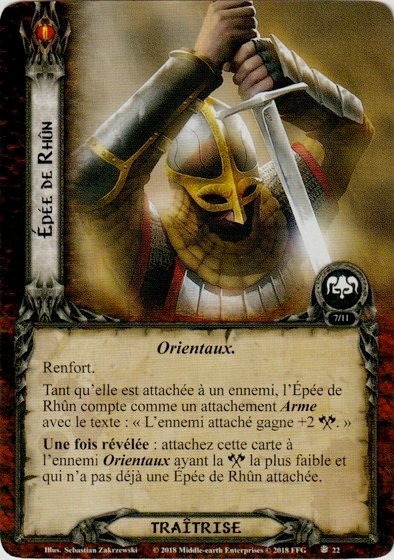 ÉPÉE DE RHÛN
7/11
Orientaux.
Renfort.
Tant qu'elle est attachée à un ennemi, l'Épée de
Rhûn compte comme un attachement Arme
avec le texte : « L'ennemi attaché gagne +2 . »
Une fois révélée : attachez cette carte à
l'ennemi Orientaux ayant la la plus faible et
qui n'a pas déjà une Épée de Rhûn attachée.
TRAÎTRISE
Illus. Sebastian Zakrzewski © 2018 Middle-earth Enterprises © 2018 FFG 22